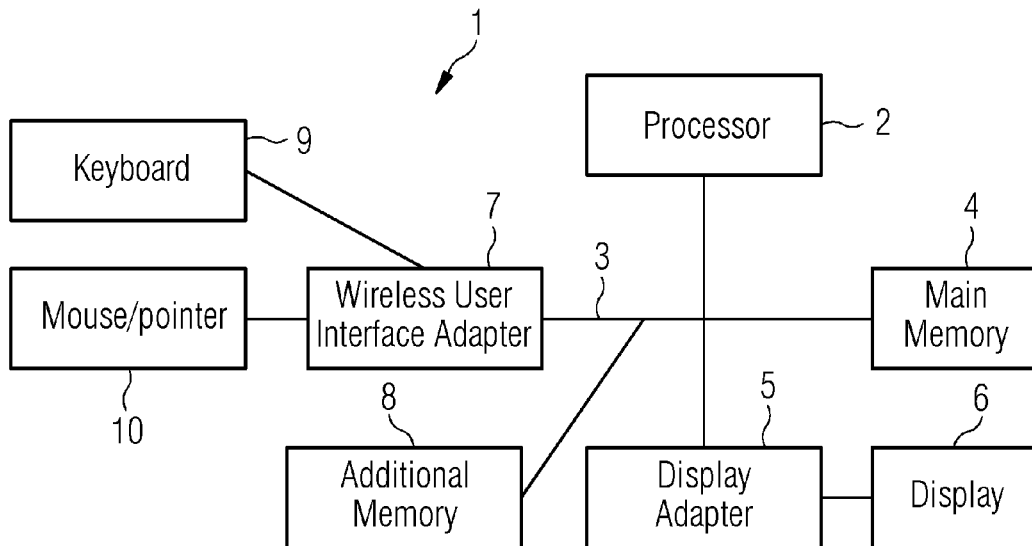 1
Processor
2
Keyboard
9
7
4
Mouse/pointer
10
Wireless User
Interface Adapter
3
Main
Memory
8
Additional
Memory
5
Display
Adapter
6
Display